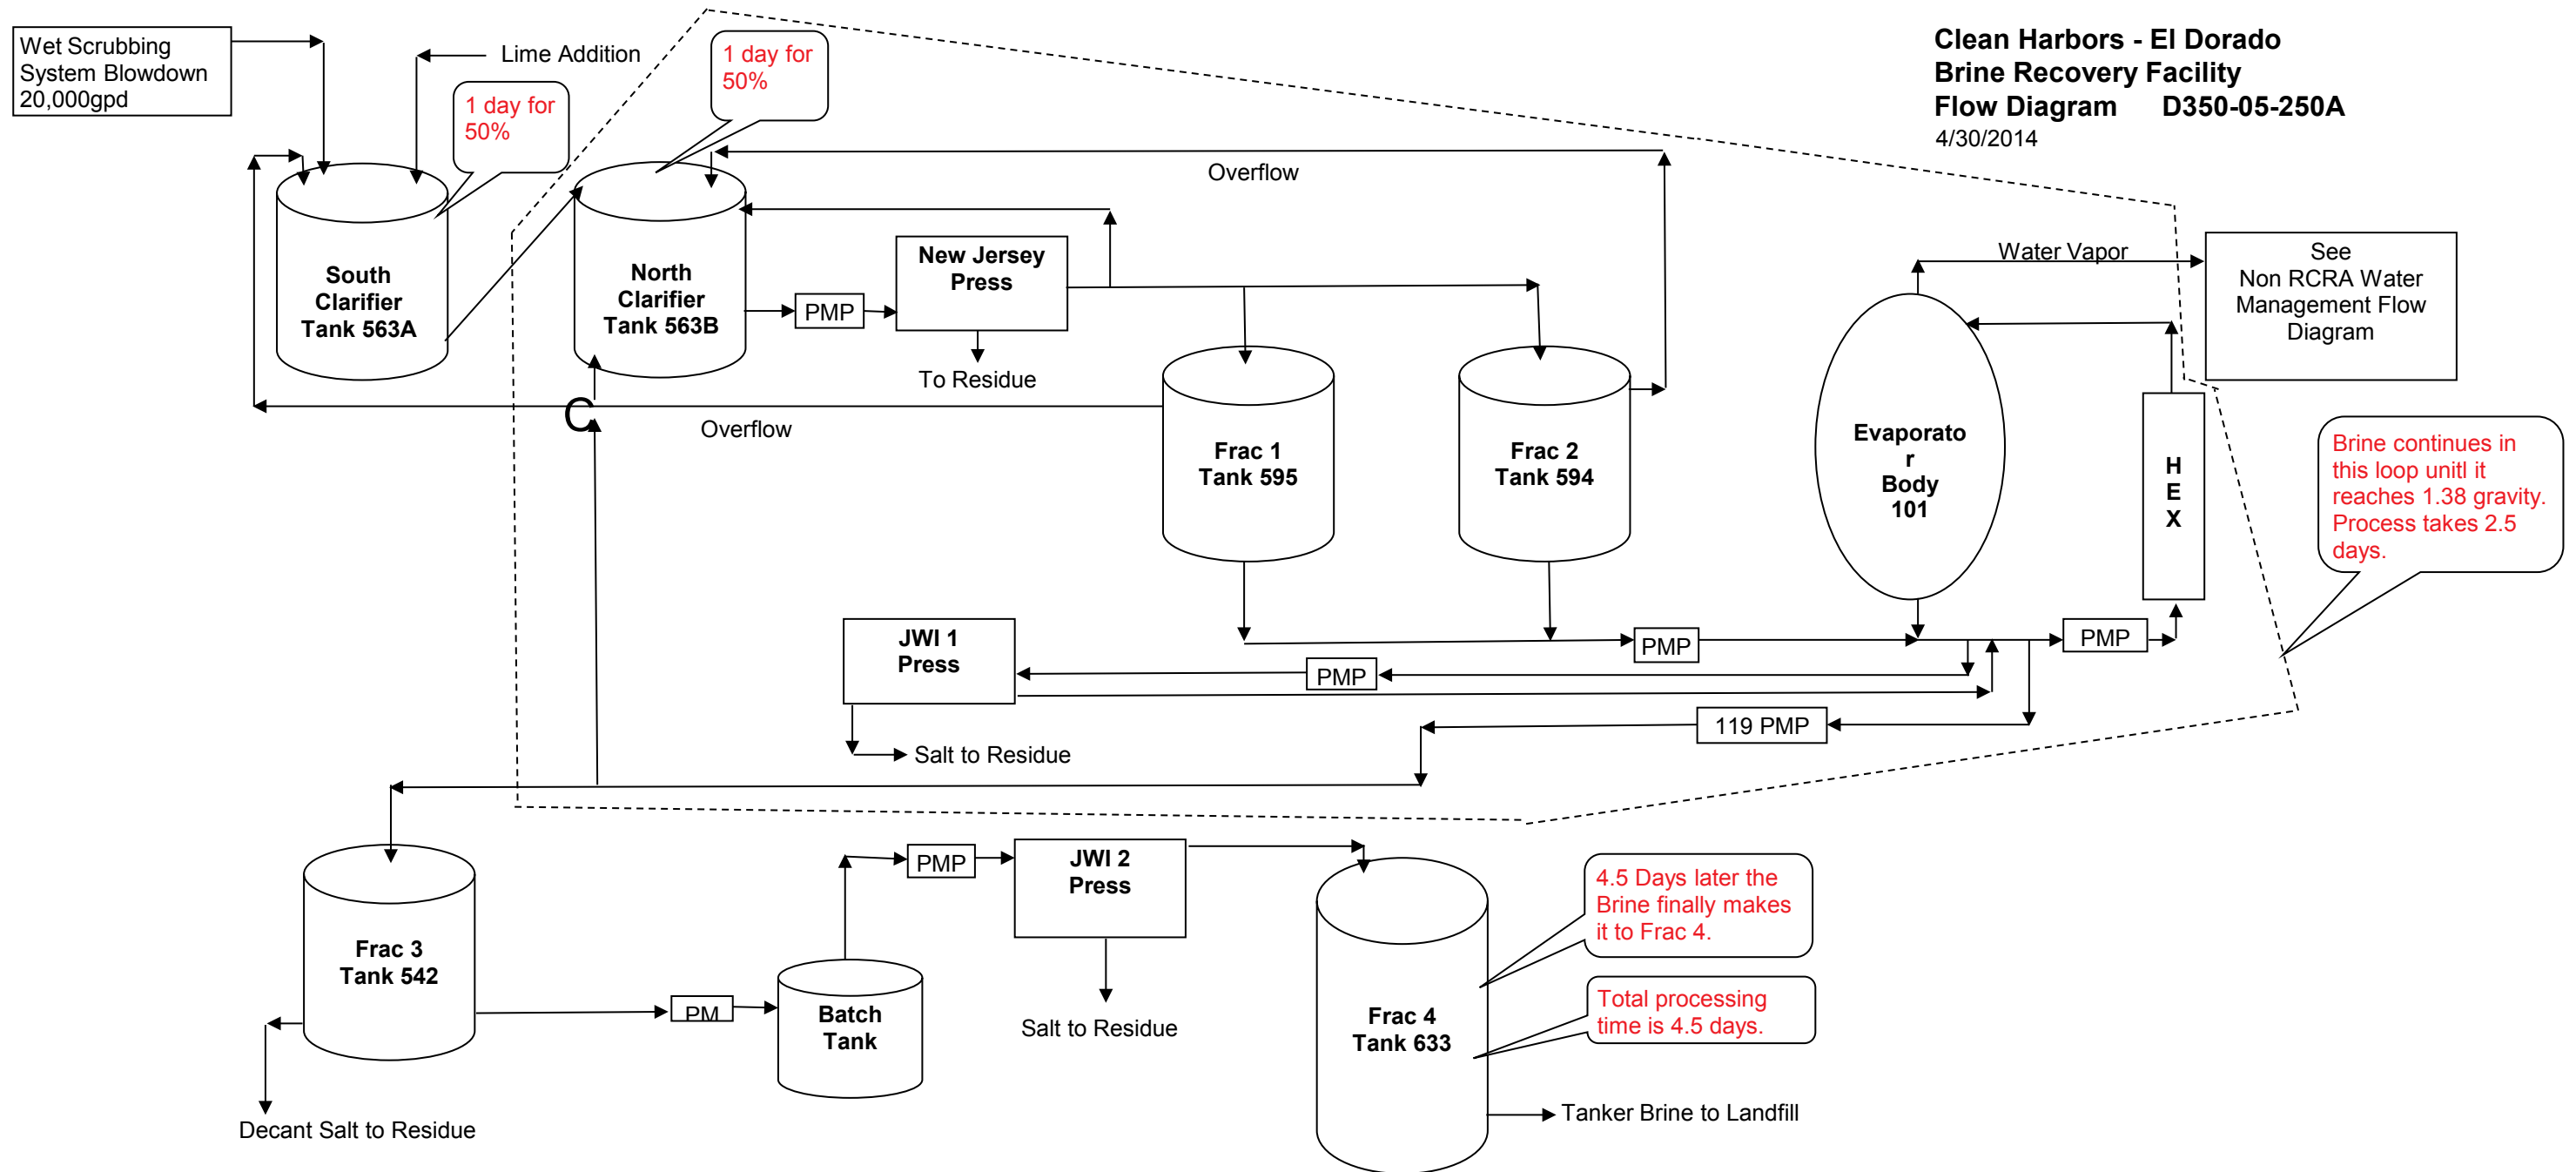 Clean Harbors - El Dorado
Brine Recovery Facility
Flow Diagram D350-05-250A
4/30/2014
Wet Scrubbing
System Blowdown
20,000gpd
Lime Addition
1 day for
50%
1 day for
50%
Overflow
South
Clarifier
Tank 563A
North
Clarifier
Tank 563B
PMP
New Jersey
Press
To Residue
Overflow
Frac 1
Tank 595
Frac 2
Tank 594
Water Vapor
See
Non RCRA Water
Management Flow
Diagram
Evaporato
r
Body
101
H
E
X
Brine continues in
this loop unitl it
reaches 1.38 gravity.
Process takes 2.5
days.
C
JWI 1
Press
PMP
PMP
PMP
119 PMP
Salt to Residue
Frac 3
Tank 542
PM
Batch
Tank
PMP
JWI 2
Press
Salt to Residue
Frac 4
Tank 633
4.5 Days later the
Brine finally makes
it to Frac 4.
Total processing
time is 4.5 days.
Tanker Brine to Landfill
Decant Salt to Residue